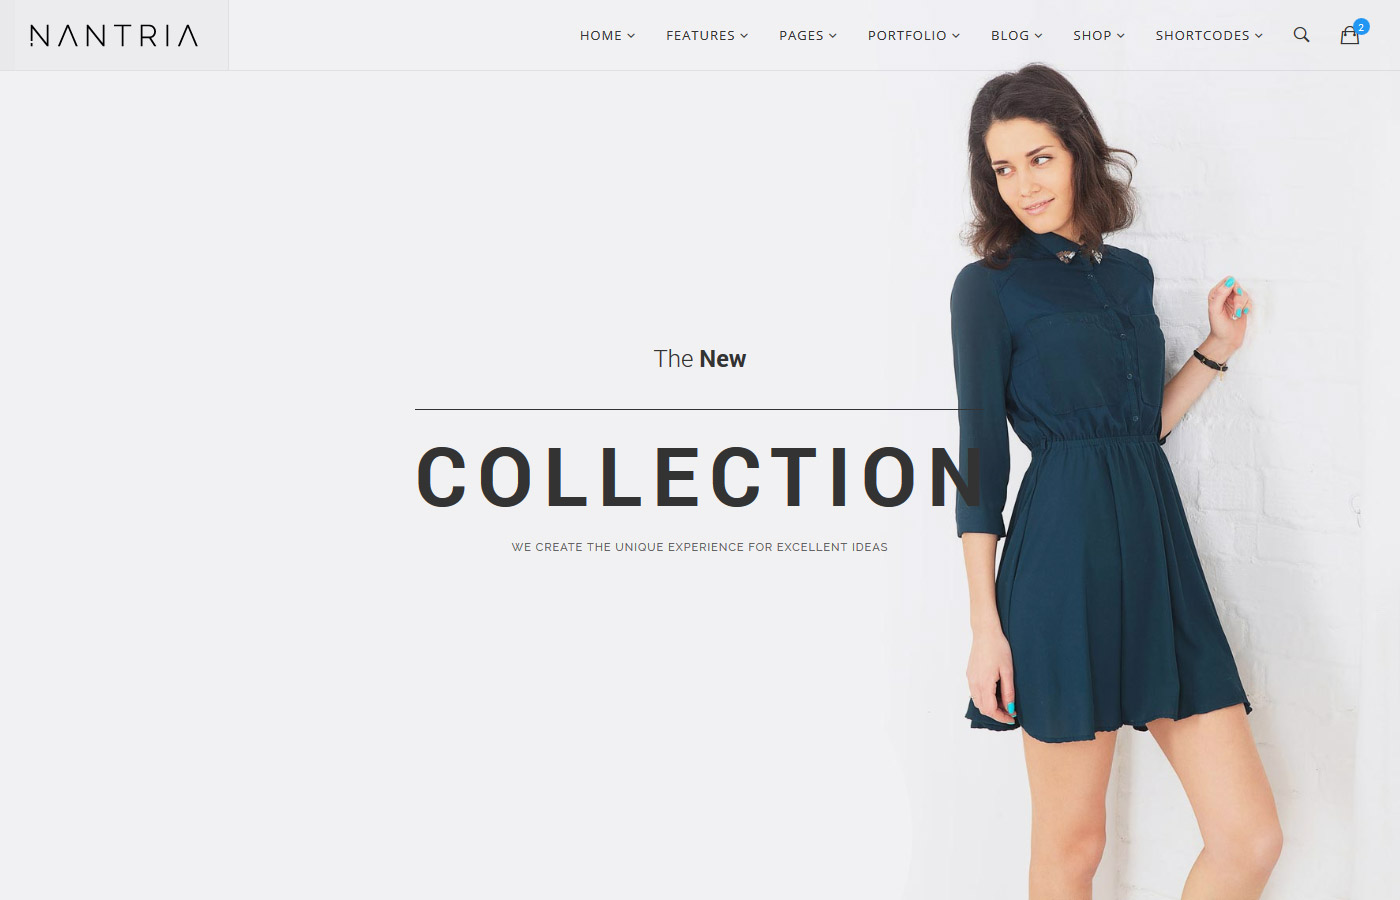 NANTRIA
HOME FEATURES PAGES PORTFOLIO BLOG SHOP SHORTCODES 2
The New
COLLECTION
WE CREATE THE UNIQUE EXPERIENCE FOR EXCELLENT IDEAS